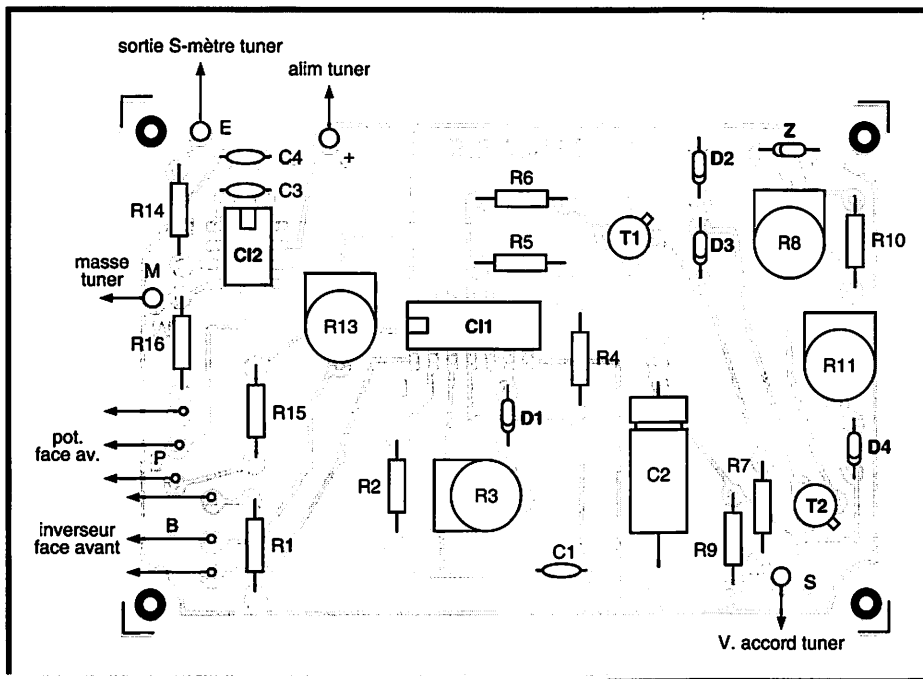 sortie S-mètre tuner
alim tuner
E
+
C4
C3
Z
D2
R6
R14
CI2
T1
D3
R8
R10
R5
masse
tuner
M
R13
CI1
R16
R4
R11
R15
D1
pot.
face av.
P
D4
R2
R3
C2
R7
T2
inverseur
face avant
B
R1
C1
R9
S
V. accord tuner